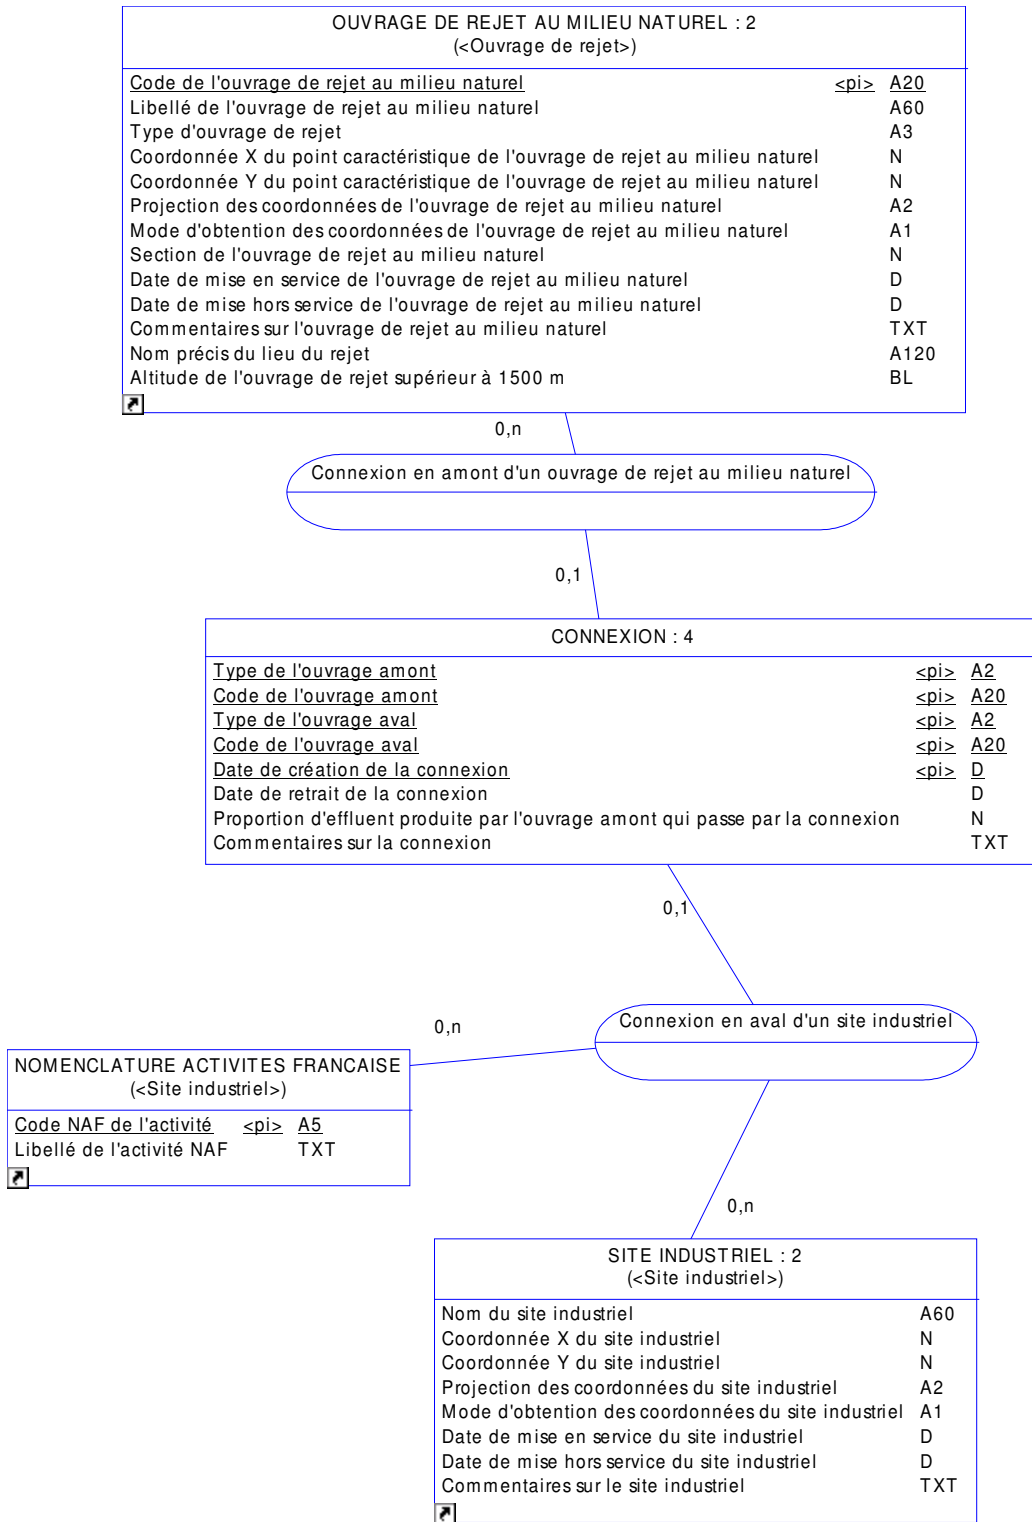 OUVRAGE DE REJET AU MILIEU NATUREL : 2
(<Ouvrage de rejet>)
Code de l'ouvrage de rejet au milieu naturel <pi> A20
Libellé de l'ouvrage de rejet au milieu naturel A60
Type d'ouvrage de rejet A3
Coordonnée X du point caractéristique de l'ouvrage de rejet au milieu naturel N
Coordonnée Y du point caractéristique de l'ouvrage de rejet au milieu naturel N
Projection des coordonnées de l'ouvrage de rejet au milieu naturel A2
Mode d'obtention des coordonnées de l'ouvrage de rejet au milieu naturel A1
Section de l'ouvrage de rejet au milieu naturel N
Date de mise en service de l'ouvrage de rejet au milieu naturel D
Date de mise hors service de l'ouvrage de rejet au milieu naturel D
Commentaires sur l'ouvrage de rejet au milieu naturel TXT
Nom précis du lieu du rejet A120
Altitude de l'ouvrage de rejet supérieur à 1500 m BL
0,n
Connexion en amont d'un ouvrage de rejet au milieu naturel
0,1
CONNEXION : 4
Type de l'ouvrage amont <pi> A2
Code de l'ouvrage amont <pi> A20
Type de l'ouvrage aval <pi> A2
Code de l'ouvrage aval <pi> A20
Date de création de la connexion <pi> D
Date de retrait de la connexion D
Proportion d'effluent produite par l'ouvrage amont qui passe par la connexion N
Commentaires sur la connexion TXT
0,1
Connexion en aval d'un site industriel
0,n
NOMENCLATURE ACTIVITES FRANCAISE
(<Site industriel>)
Code NAF de l'activité <pi> A5
Libellé de l'activité NAF TXT
0,n
SITE INDUSTRIEL : 2
(<Site industriel>)
Nom du site industriel A60
Coordonnée X du site industriel N
Coordonnée Y du site industriel N
Projection des coordonnées du site industriel A2
Mode d'obtention des coordonnées du site industriel A1
Date de mise en service du site industriel D
Date de mise hors service du site industriel D
Commentaires sur le site industriel TXT